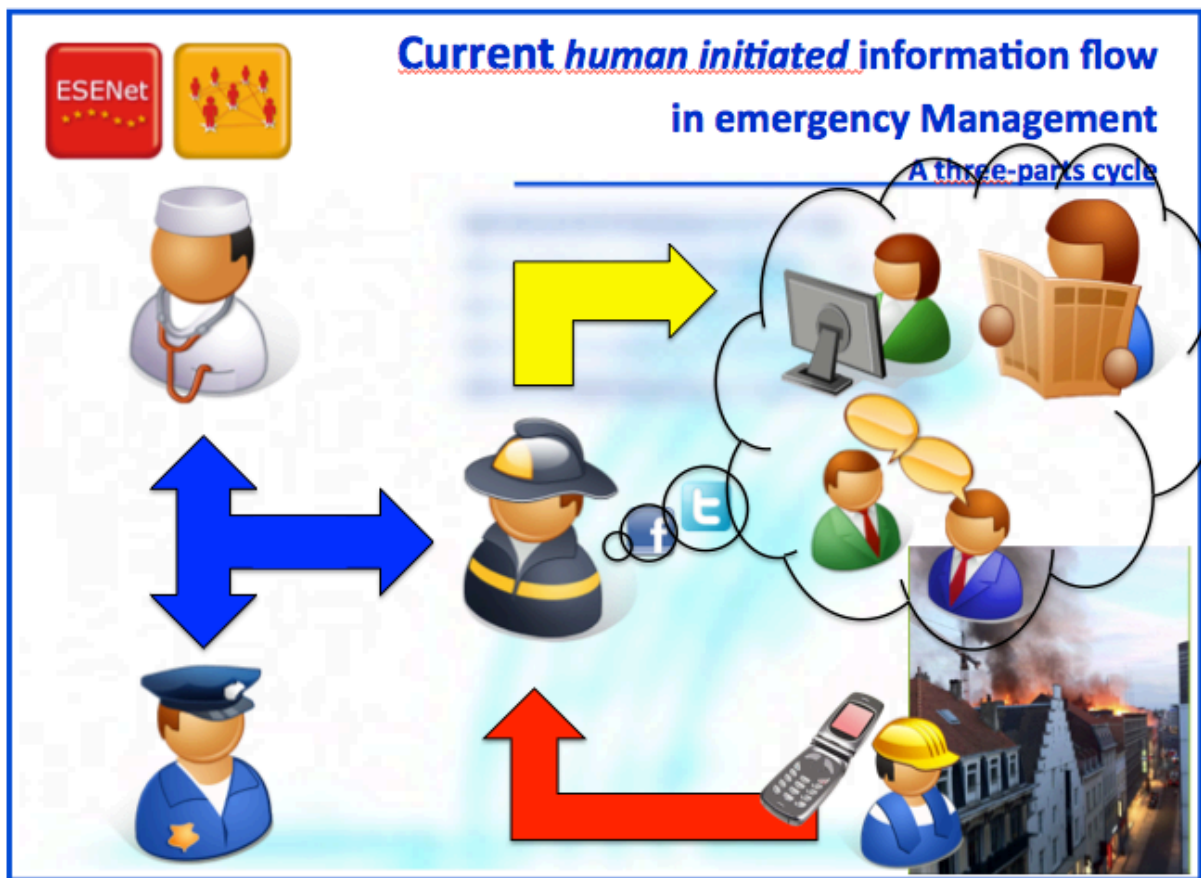 ESENet
Current human initiated information flow
in emergency Management
A three-parts cycle
f
t